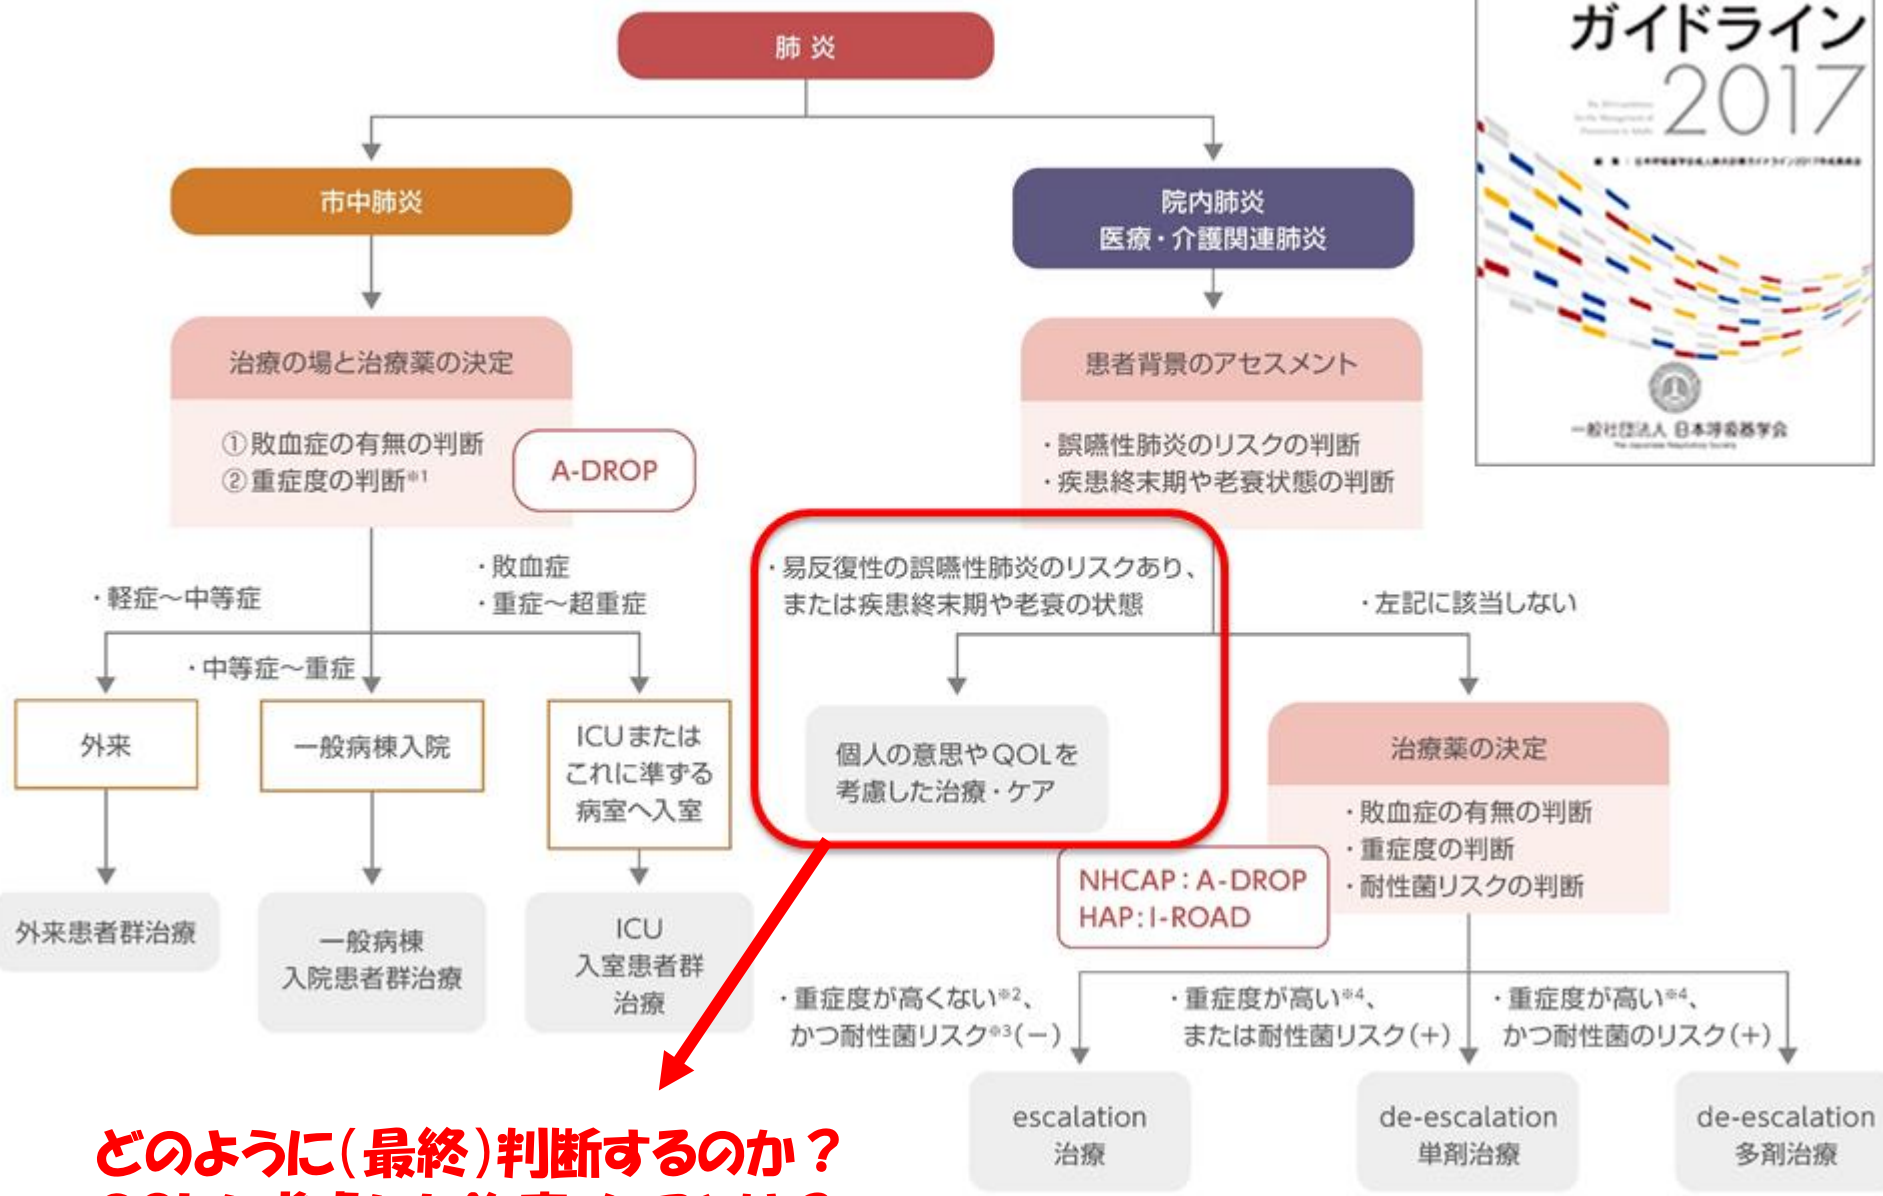 肺 炎
市中肺炎
院内肺炎
医療・介護関連肺炎
治療の場と治療薬の決定
①敗血症の有無の判断
②重症度の判断※1
A-DROP
患者背景のアセスメント
・誤嚥性肺炎のリスクの判断
・疾患終末期や老衰状態の判断
・軽症〜中等症
・中等症〜重症
・敗血症
・重症〜超重症
・易反復性の誤嚥性肺炎のリスクあり、
または疾患終末期や老衰の状態
・左記に該当しない
外来
一般病棟入院
ICUまたは
これに準ずる
病室へ入室
個人の意思やQOLを
考慮した治療・ケア
治療薬の決定
・敗血症の有無の判断
・重症度の判断
・耐性菌リスクの判断
NHCAP：A-DROP
HAP：I-ROAD
外来患者群治療
一般病棟
入院患者群治療
ICU
入室患者群
治療
・重症度が高くない※2、
かつ耐性菌リスク※3(−)
・重症度が高い※4、
または耐性菌リスク(+)
・重症度が高い※4、
かつ耐性菌のリスク(+)
escalation
治療
de-escalation
単剤治療
de-escalation
多剤治療
どのように(最終)判断するのか？
ガイドライン
2017
一般社団法人 日本呼吸器学会